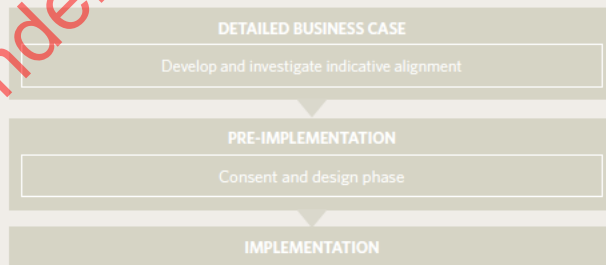 DETAILED BUSINESS CASE
Develop and investigate indicative alignment
PRE-IMPLEMENTATION
Consent and design phase
IMPLEMENTATION